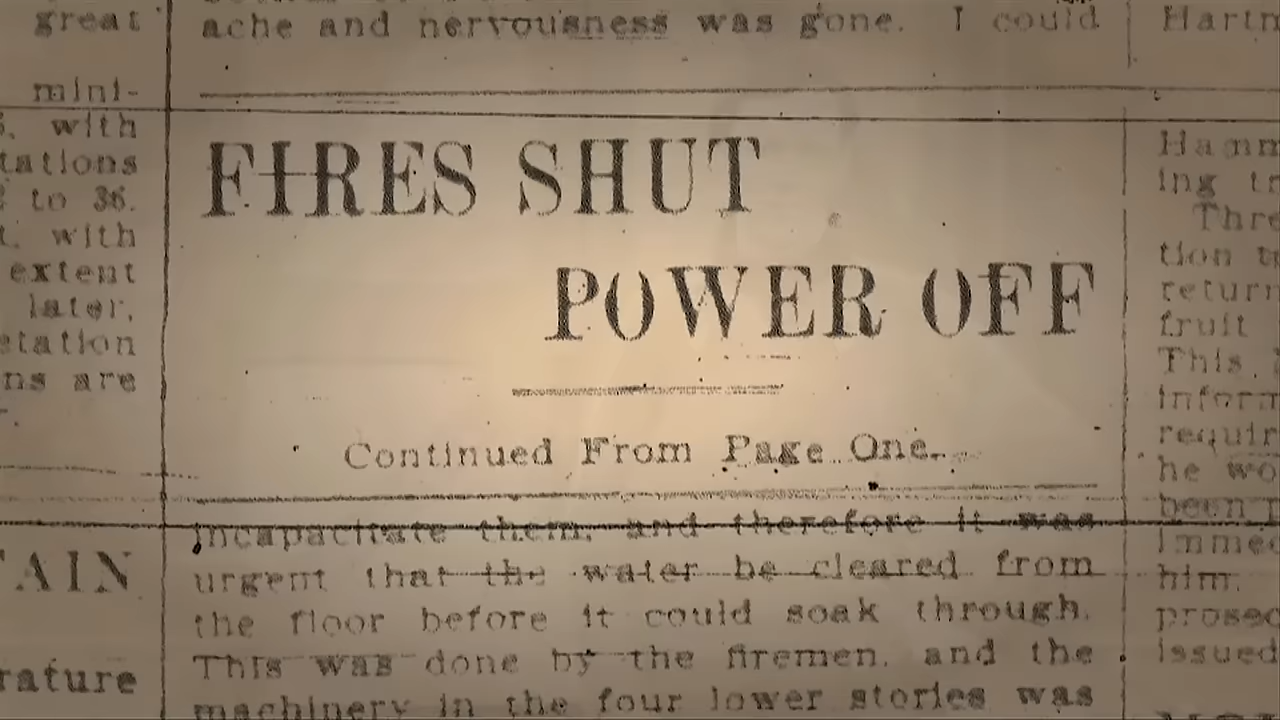 great
mini-
with
tations
to 36.
with
extent
later,
etation
ns are
TAIN
rature
ache and nervousness was gone. I could
FIRES SHUT
POWER OFF
Continued From Page One.
incapacitate them, and therefore it was
urgent that the water be cleared from
the floor before it could soak through.
This was done by the firemen, and the
machinery in the four lower stories was
Hartm
Hamm
ing tr
Thre
tion
return
fruit
This
inform
requir
he wo
been
immed
him.
prosec
issued